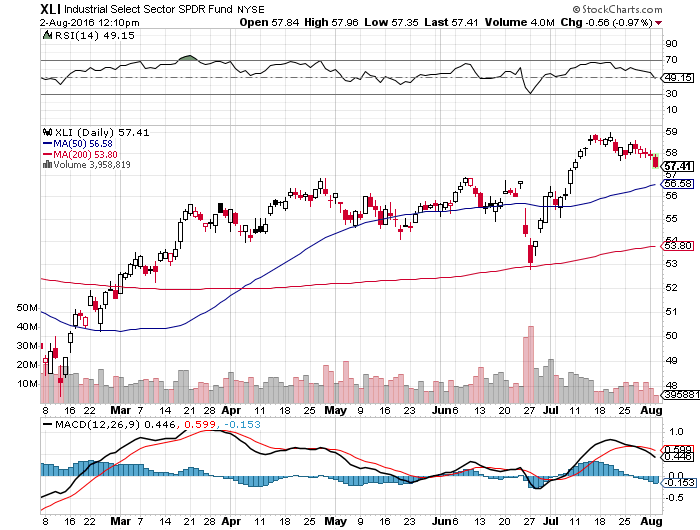 XLI Industrial Select Sector SPDR Fund NYSE © StockCharts.com
2-Aug-2016 12:10pm Open 57.84 High 57.96 Low 57.35 Last 57.41 Volume 4.0M Chg -0.56 (-0.97%)
RSI(14) 49.15
90
70
49.15
30
10
XLI (Daily) 57.41
MA(50) 56.58
MA(200) 53.80
Volume 3,958,819
59
58
57.41
57
56.58
56
55
54
53.80
53
52
51
50
49
48
50M
40M
30M
20M
10M
3958819
8 16 22 Mar 7 14 21 28 Apr 11 18 25 May 9 16 23 Jun 6 13 20 27 Jul 11 18 25 Aug
MACD(12,26,9) 0.446, 0.599, -0.153
1.0
0.599
0.446
0.0
-0.153
-0.5
8 16 22 Mar 7 14 21 28 Apr 11 18 25 May 9 16 23 Jun 6 13 20 27 Jul 11 18 25 Aug